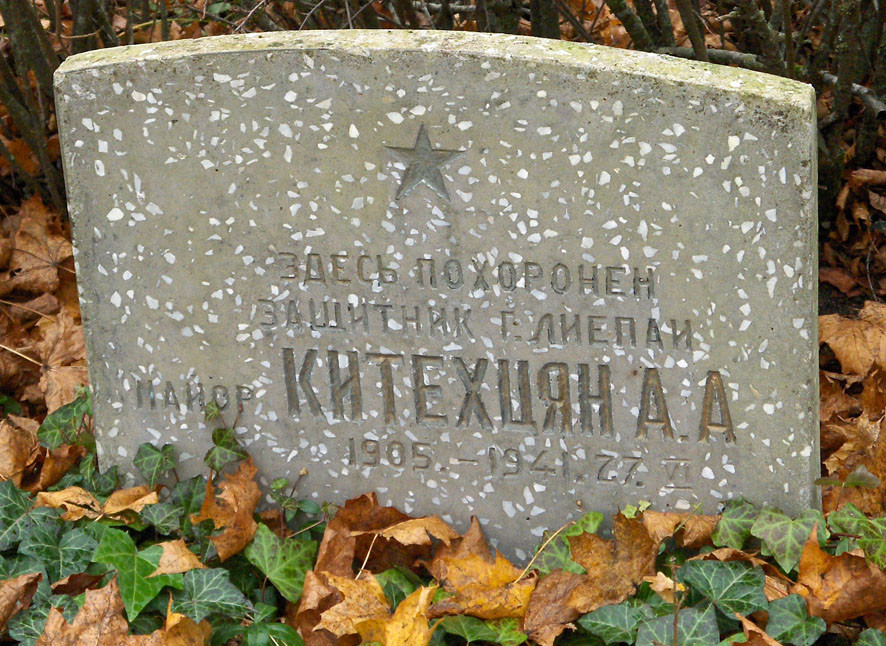 ЗДЕСЬ ПОХОРОНЕН
ЗАЩИТНИК Г. ЛИЕПАИ
МАЙОР КИТЕХЦЯН А. А
1905. – 1941. 27. VI